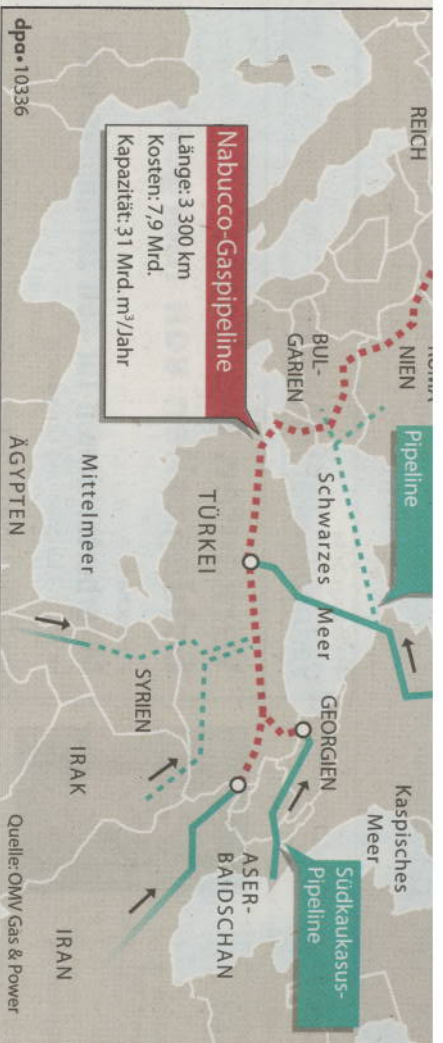 REICH
RUMÄ
NIEN
BUL-
GARIEN
Pipeline
Nabucco-Gaspipeline
Länge: 3 300 km
Kosten: 7,9 Mrd.
Kapazität: 31 Mrd. m³/Jahr
Schwarzes Meer
Kaspisches
Meer
GEORGIEN
Südkaukasus-
Pipeline
TÜRKEI
ASER-
BAIDSCHAN
Mittelmeer
SYRIEN
ÄGYPTEN
IRAK
IRAN
dpa•10336
Quelle: OMV Gas & Power